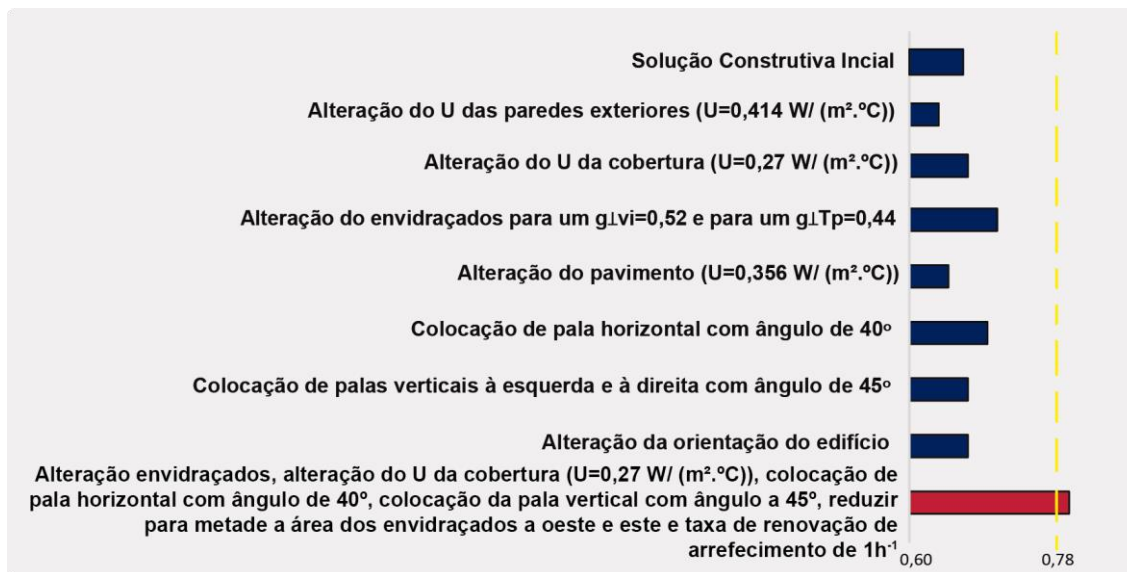 Solução Construtiva Incial
Alteração do U das paredes exteriores (U=0,414 W/ (m².ºC))
Alteração do U da cobertura (U=0,27 W/ (m².ºC))
Alteração do envidraçados para um g⊥vi=0,52 e para um g⊥Tp=0,44
Alteração do pavimento (U=0,356 W/ (m².ºC))
Colocação de pala horizontal com ângulo de 40º
Colocação de palas verticais à esquerda e à direita com ângulo de 45º
Alteração da orientação do edifício
Alteração envidraçados, alteração do U da cobertura (U=0,27 W/ (m².ºC)), colocação de
pala horizontal com ângulo de 40º, colocação da pala vertical com ângulo a 45º, reduzir
para metade a área dos envidraçados a oeste e este e taxa de renovação de
arrefecimento de 1h⁻¹
0,60 0,78